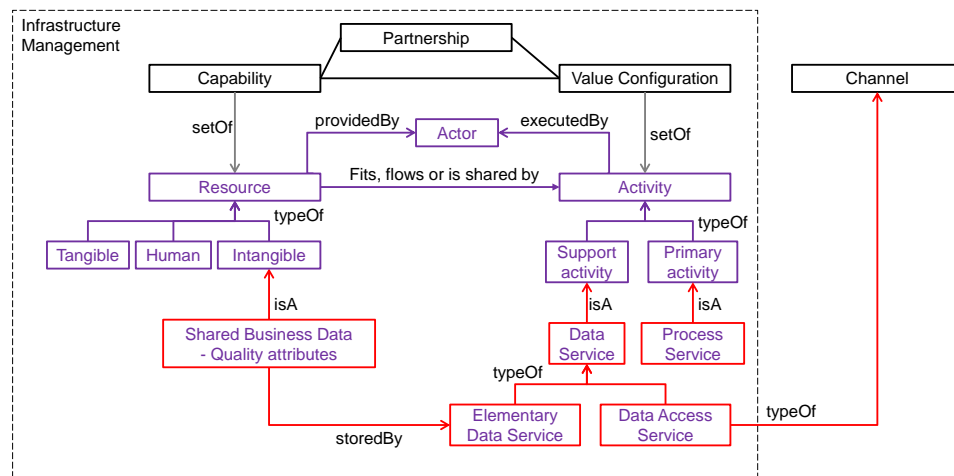 Infrastructure
Management
Partnership
Capability
Value Configuration
Channel
setOf
providedBy
Actor
executedBy
setOf
Resource
Fits, flows or is shared by
Activity
typeOf
typeOf
Tangible
Human
Intangible
Support
activity
Primary
activity
isA
isA
isA
Shared Business Data
- Quality attributes
Data
Service
Process
Service
typeOf
Elementary
Data Service
Data Access
Service
typeOf
storedBy